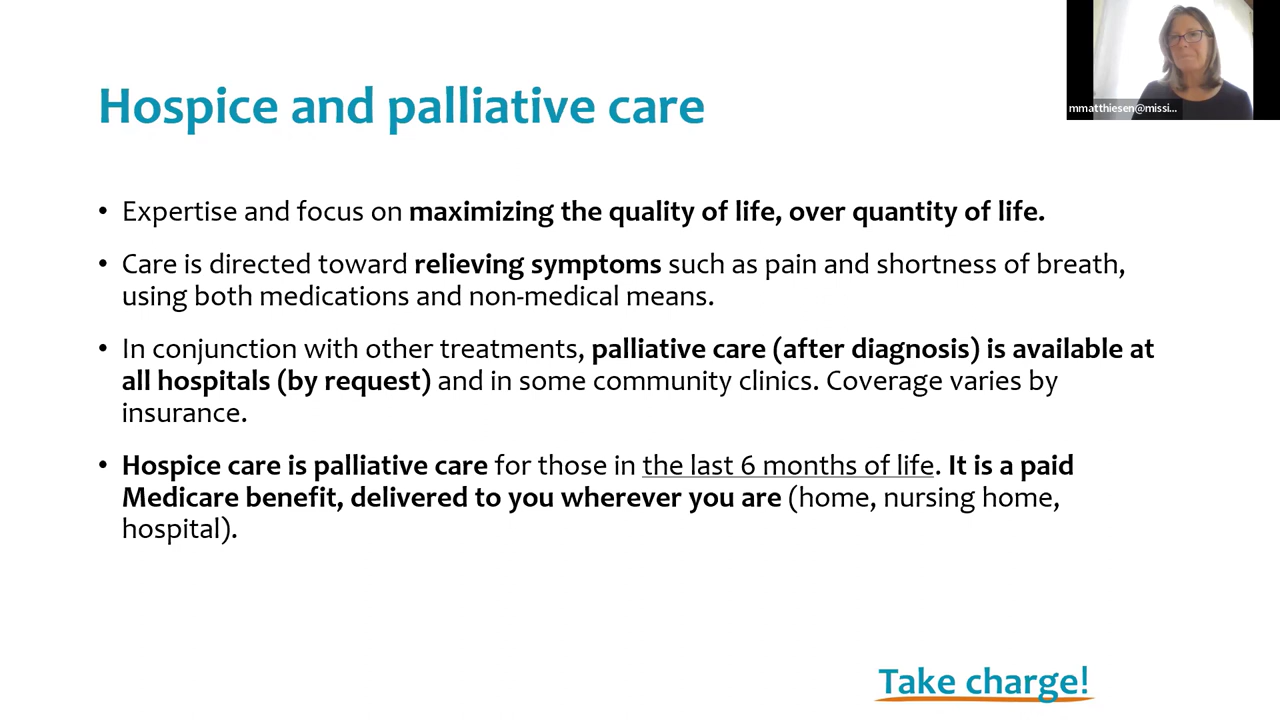 mmatthiesen@missi...
Hospice and palliative care
• Expertise and focus on maximizing the quality of life, over quantity of life.
• Care is directed toward relieving symptoms such as pain and shortness of breath,
using both medications and non-medical means.
• In conjunction with other treatments, palliative care (after diagnosis) is available at
all hospitals (by request) and in some community clinics. Coverage varies by
insurance.
• Hospice care is palliative care for those in the last 6 months of life. It is a paid
Medicare benefit, delivered to you wherever you are (home, nursing home,
hospital).
Take charge!